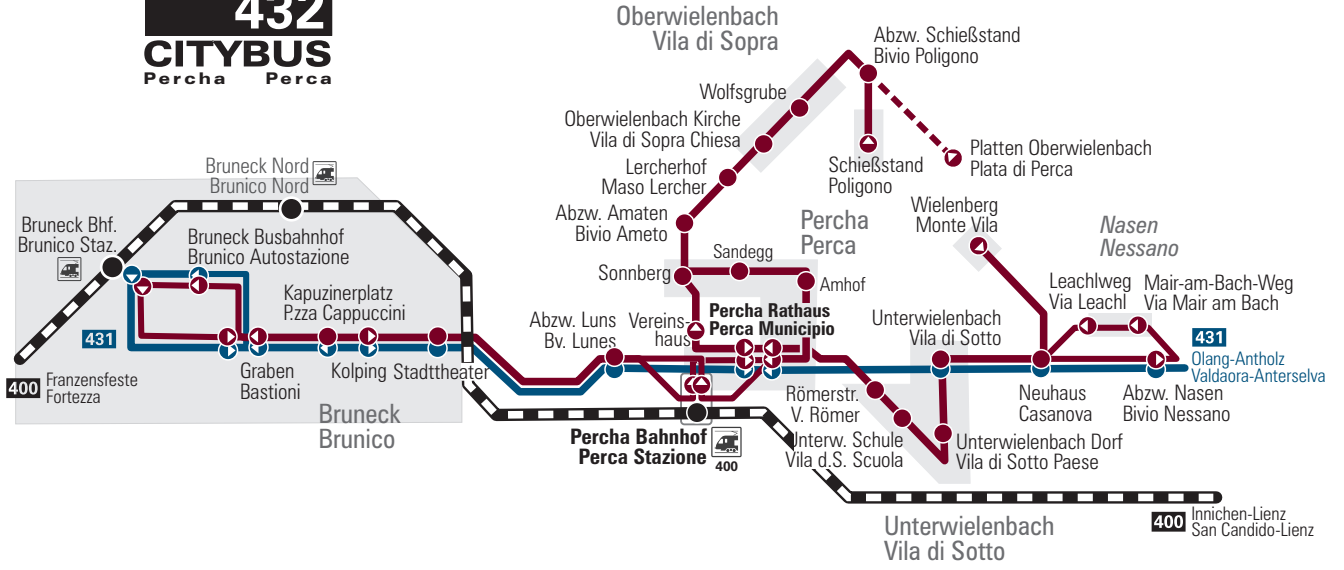 432
CITYBUS
Percha Perca
Oberwielenbach
Vila di Sopra
Abzw. Schießstand
Bivio Poligono
Wolfsgrube
Oberwielenbach Kirche
Vila di Sopra Chiesa
Schießstand
Poligono
Platten Oberwielenbach
Plata di Perca
Lercherhof
Maso Lercher
Bruneck Nord
Brunico Nord
Abzw. Amaten
Bivio Ameto
Percha
Perca
Wielenberg
Monte Vila
Nasen
Nessano
Bruneck Bhf.
Brunico Staz.
Bruneck Busbahnhof
Brunico Autostazione
Sonnberg
Sandegg
Amhof
Leachlweg
Via Leachl
Mair-am-Bach-Weg
Via Mair am Bach
Kapuzinerplatz
P.zza Cappuccini
Abzw. Luns
Bv. Lunes
Vereins-
haus
Percha Rathaus
Perca Municipio
Unterwielenbach
Vila di Sotto
431
431
Olang-Antholz
Valdaora-Anterselva
400
Franzensfeste
Fortezza
Graben
Bastioni
Kolping
Stadttheater
Römerstr.
V. Römer
Neuhaus
Casanova
Abzw. Nasen
Bivio Nessano
Bruneck
Brunico
Percha Bahnhof
Perca Stazione
400
Unterw. Schule
Vila d.S. Scuola
Unterwielenbach Dorf
Vila di Sotto Paese
Unterwielenbach
Vila di Sotto
400
Innichen-Lienz
San Candido-Lienz